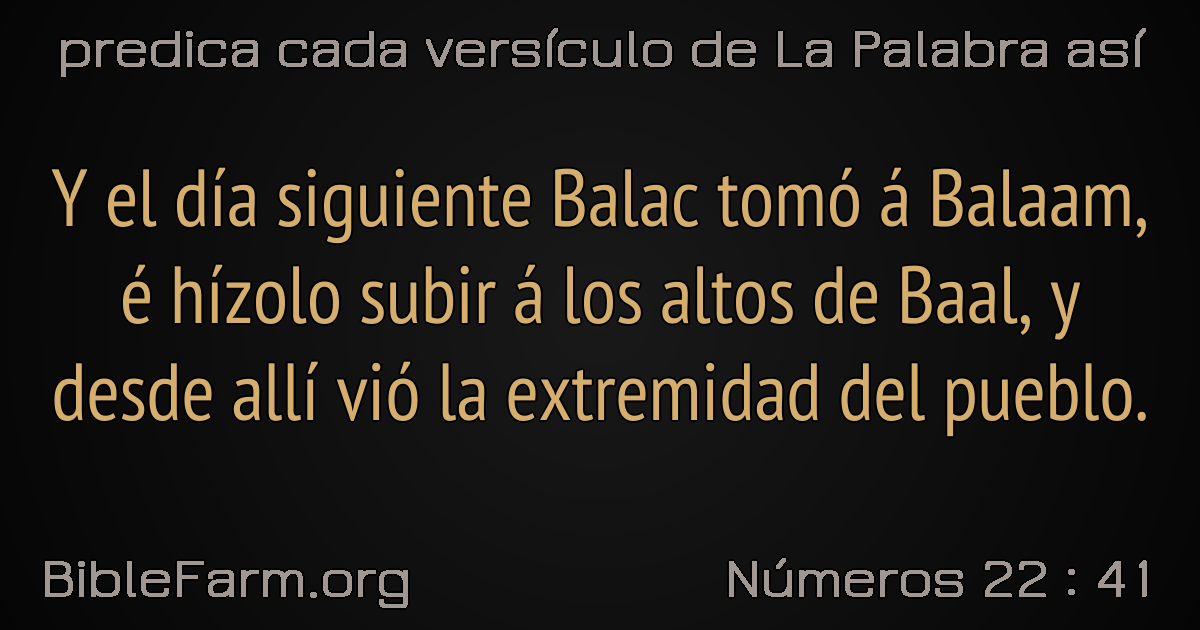 predica cada versículo de La Palabra así
Y el día siguiente Balac tomó á Balaam,
é hízolo subir á los altos de Baal, y
desde allí vió la extremidad del pueblo.
BibleFarm.org
Números 22 : 41